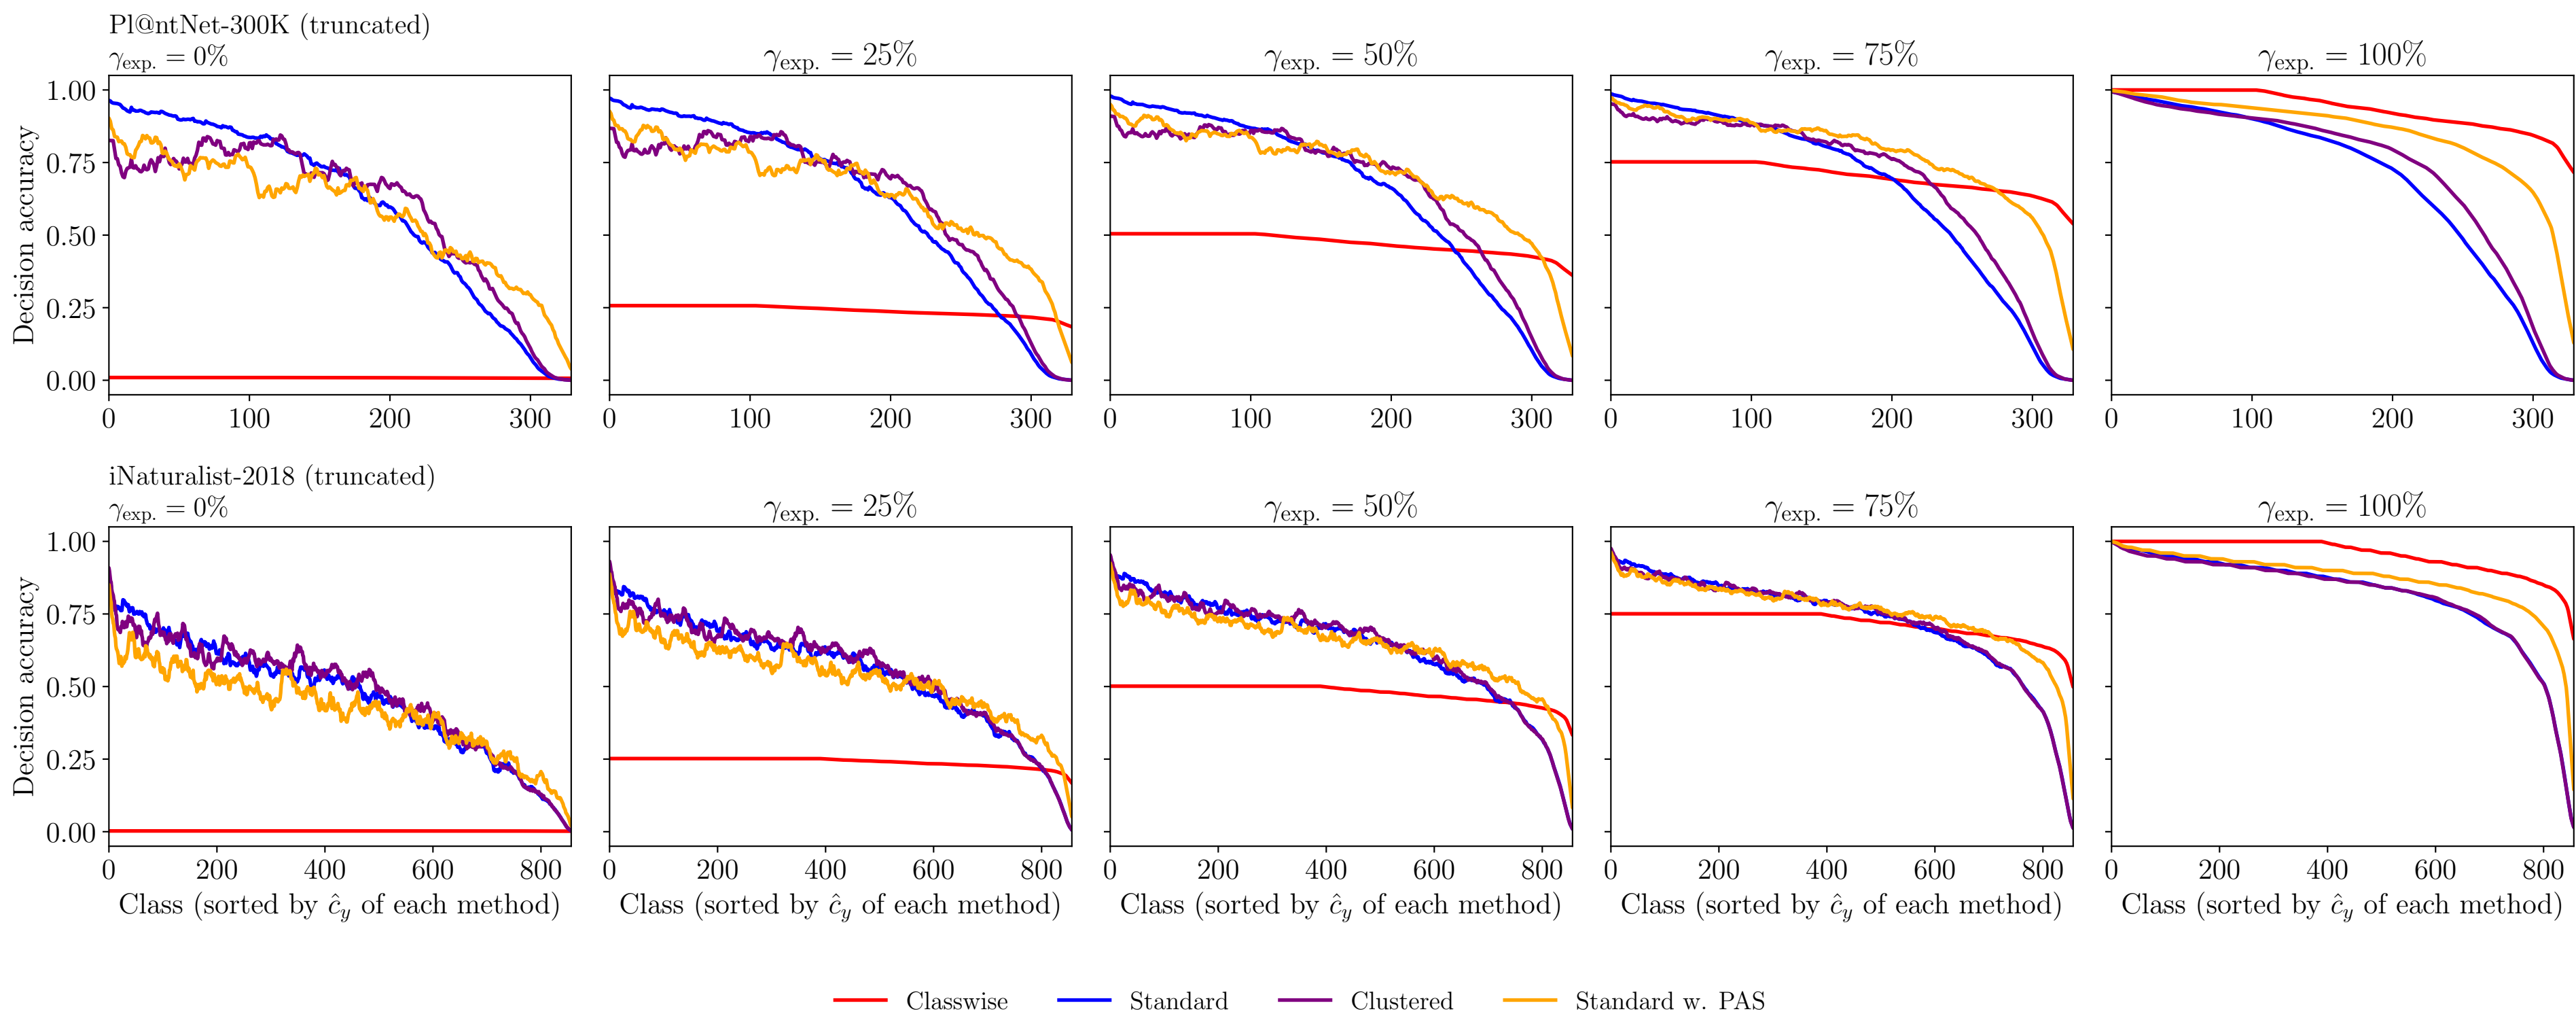 Pl@ntNet-300K (truncated)
γexp. = 0%
γexp. = 25%
γexp. = 50%
γexp. = 75%
γexp. = 100%
Decision accuracy
1.00
0.75
0.50
0.25
0.00
0 100 200 300
0 100 200 300
0 100 200 300
0 100 200 300
0 100 200 300
iNaturalist-2018 (truncated)
γexp. = 0%
γexp. = 25%
γexp. = 50%
γexp. = 75%
γexp. = 100%
Decision accuracy
1.00
0.75
0.50
0.25
0.00
0 200 400 600 800
0 200 400 600 800
0 200 400 600 800
0 200 400 600 800
0 200 400 600 800
Class (sorted by ĉy of each method)
Class (sorted by ĉy of each method)
Class (sorted by ĉy of each method)
Class (sorted by ĉy of each method)
Class (sorted by ĉy of each method)
Classwise
Standard
Clustered
Standard w. PAS